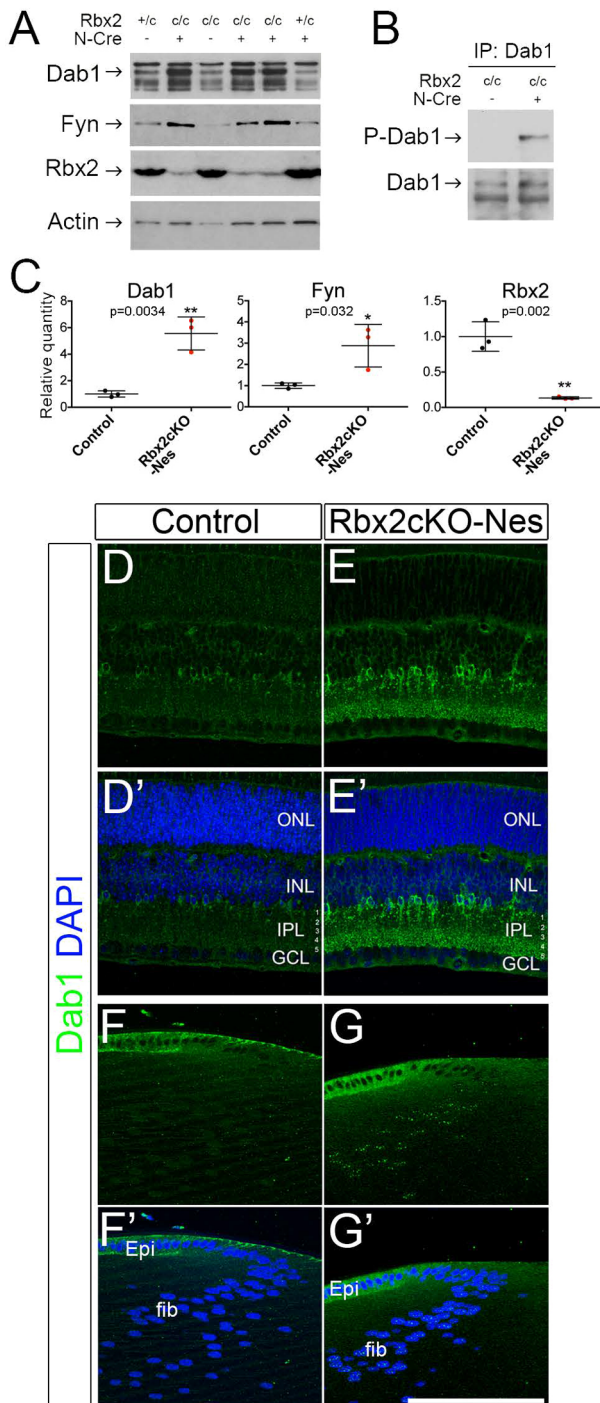 A
Rbx2 +/c c/c c/c c/c c/c +/c
N-Cre - + - + + +
Dab1→
Fyn →
Rbx2→
Actin →
B
IP: Dab1
Rbx2 c/c c/c
N-Cre - +
P-Dab1→
Dab1→
C
Relative quantity
Dab1
p=0.0034 **
8
6
4
2
0
Control
Rbx2cKO
-Nes
Fyn
p=0.032 *
5
4
3
2
1
0
Control
Rbx2cKO
-Nes
Rbx2
p=0.002
**
1.5
1.0
0.5
0.0
Control
Rbx2cKO
-Nes
Control Rbx2cKO-Nes
Dab1 DAPI
D E
D' E'
ONL ONL
INL INL
IPL IPL
1 2 3 4 5
1 2 3 4 5
GCL GCL
F G
F' G'
Epi Epi
fib fib